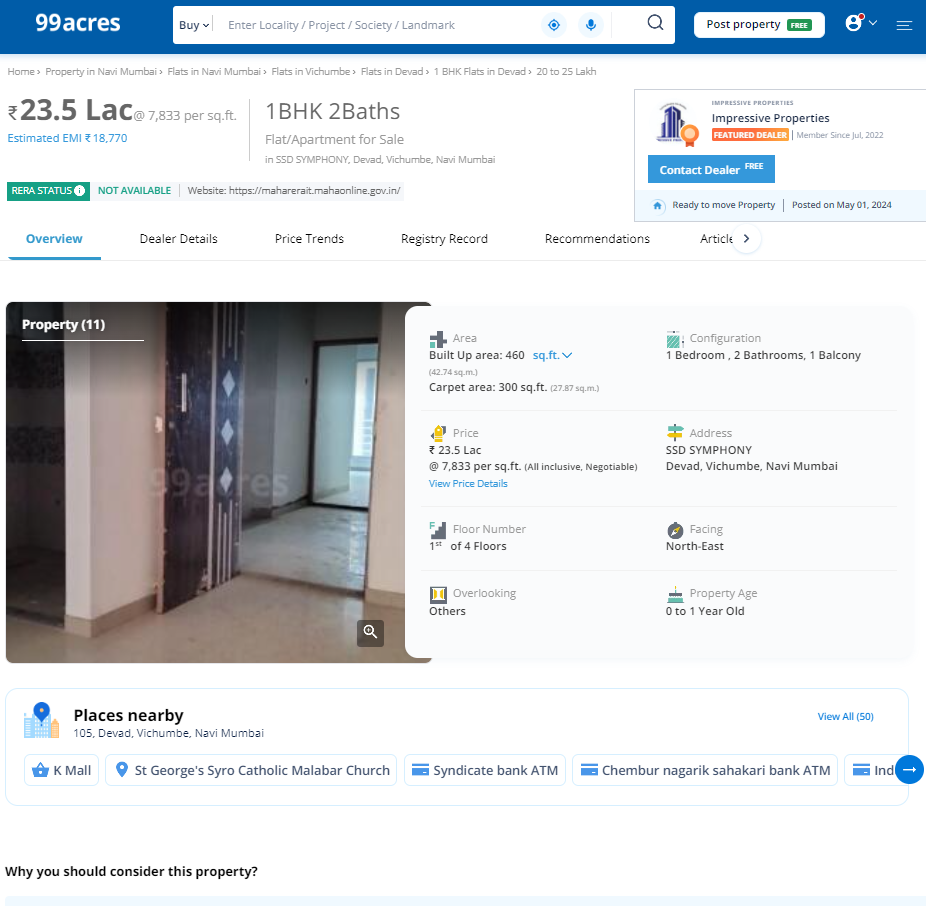 99acres
Buy
Enter Locality / Project / Society / Landmark
Post property FREE
Home › Property in Navi Mumbai › Flats in Navi Mumbai › Flats in Vichumbe › Flats in Devad › 1 BHK Flats in Devad › 20 to 25 Lakh
₹ 23.5 Lac @ 7,833 per sq.ft.
Estimated EMI ₹ 18,770
1BHK 2Baths
Flat/Apartment for Sale
in SSD SYMPHONY, Devad, Vichumbe, Navi Mumbai
IMPRESSIVE PROPERTIES
Impressive Properties
FEATURED DEALER | Member Since Jul, 2022
Contact Dealer FREE
Ready to move Property | Posted on May 01, 2024
RERA STATUS NOT AVAILABLE | Website: https://maharerait.mahaonline.gov.in/
Overview Dealer Details Price Trends Registry Record Recommendations Article
Property (11)
99acres
Area
Built Up area: 460 sq.ft.
(42.74 sq.m.)
Carpet area: 300 sq.ft. (27.87 sq.m.)
Configuration
1 Bedroom , 2 Bathrooms, 1 Balcony
Price
₹ 23.5 Lac
@ 7,833 per sq.ft. (All inclusive, Negotiable)
View Price Details
Address
SSD SYMPHONY
Devad, Vichumbe, Navi Mumbai
Floor Number
1st of 4 Floors
Facing
North-East
Overlooking
Others
Property Age
0 to 1 Year Old
Places nearby
105, Devad, Vichumbe, Navi Mumbai
View All (50)
K Mall St George's Syro Catholic Malabar Church Syndicate bank ATM Chembur nagarik sahakari bank ATM Ind
Why you should consider this property?